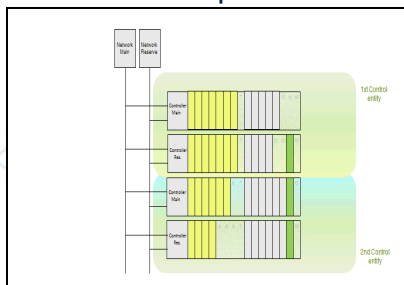 Network
Main
Network
Reserve
1st Control
entity
Controller
Main
Controller
Res.
Controller
Main
Controller
Res
2nd Control
entity